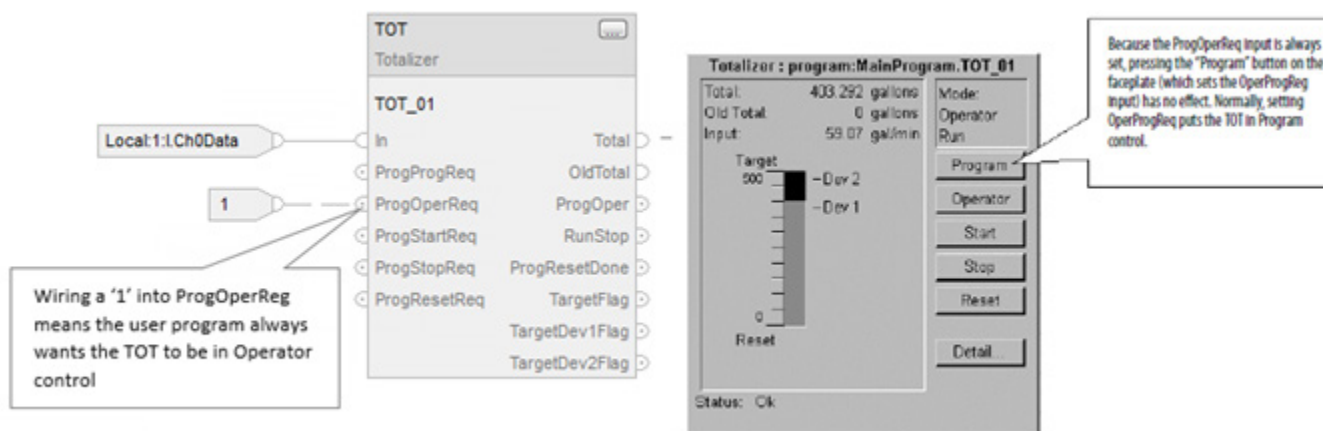 TOT
Totalizer
TOT_01
Local:1:I.Ch0Data
In
Total
ProgProgReq
OldTotal
1
ProgOperReq
ProgOper
ProgStartReq
RunStop
ProgStopReq
ProgResetDone
ProgResetReq
TargetFlag
TargetDev1Flag
TargetDev2Flag
Wiring a ‘1’ into ProgOperReg
means the user program always
wants the TOT to be in Operator
control
Totalizer : program:MainProgram.TOT_01
Total: 403.292 gallons
Old Total: 0 gallons
Input: 59.07 gal/min
Mode:
Operator
Run
Target
500
Dev 2
Dev 1
0
Reset
Program
Operator
Start
Stop
Reset
Detail...
Status: Ok
Because the ProgOperReq input is always
set, pressing the "Program" button on the
faceplate (which sets the OperProgReq
input) has no effect. Normally, setting
OperProgReq puts the TOT in Program
control.